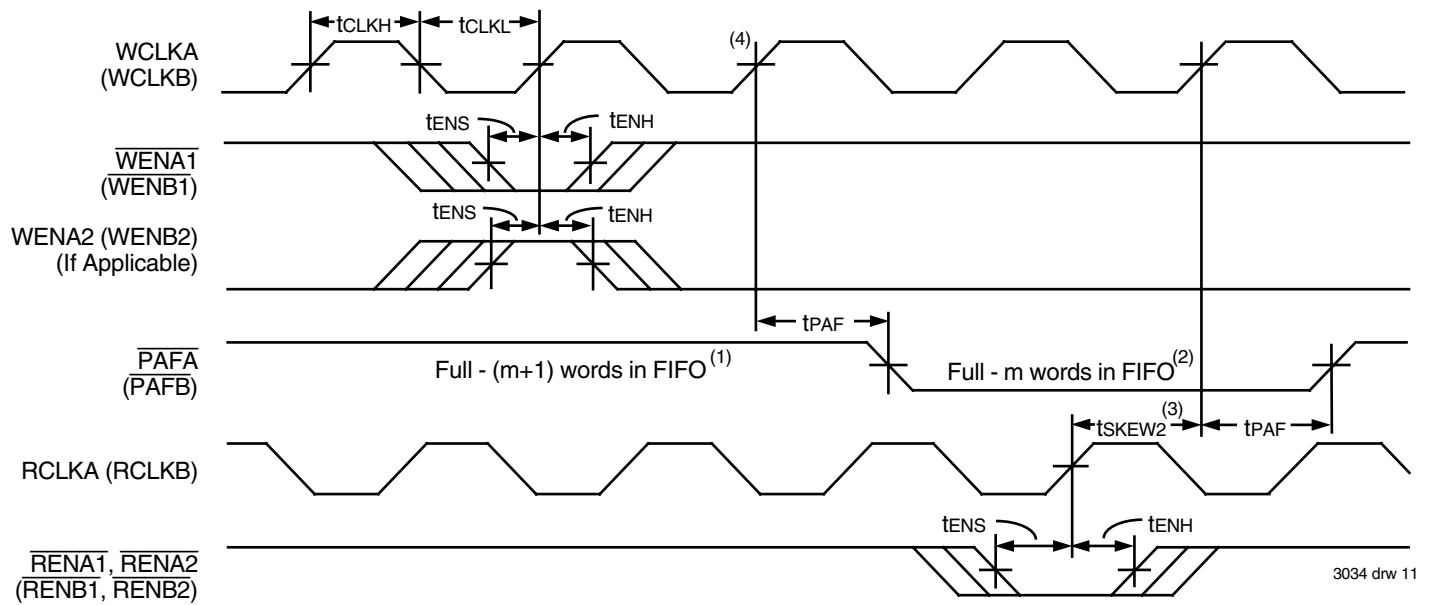 tCLKH
tCLKL
(4)
WCLKA
(WCLKB)
tENS
tENH
WENA1
(WENB1)
tENS
tENH
WENA2 (WENB2)
(If Applicable)
tPAF
PAFA
(PAFB)
Full - (m+1) words in FIFO(1)
Full - m words in FIFO(2)
tSKEW2(3)
tPAF
RCLKA (RCLKB)
tENS
tENH
RENA1, RENA2
(RENB1, RENB2)
3034 drw 11